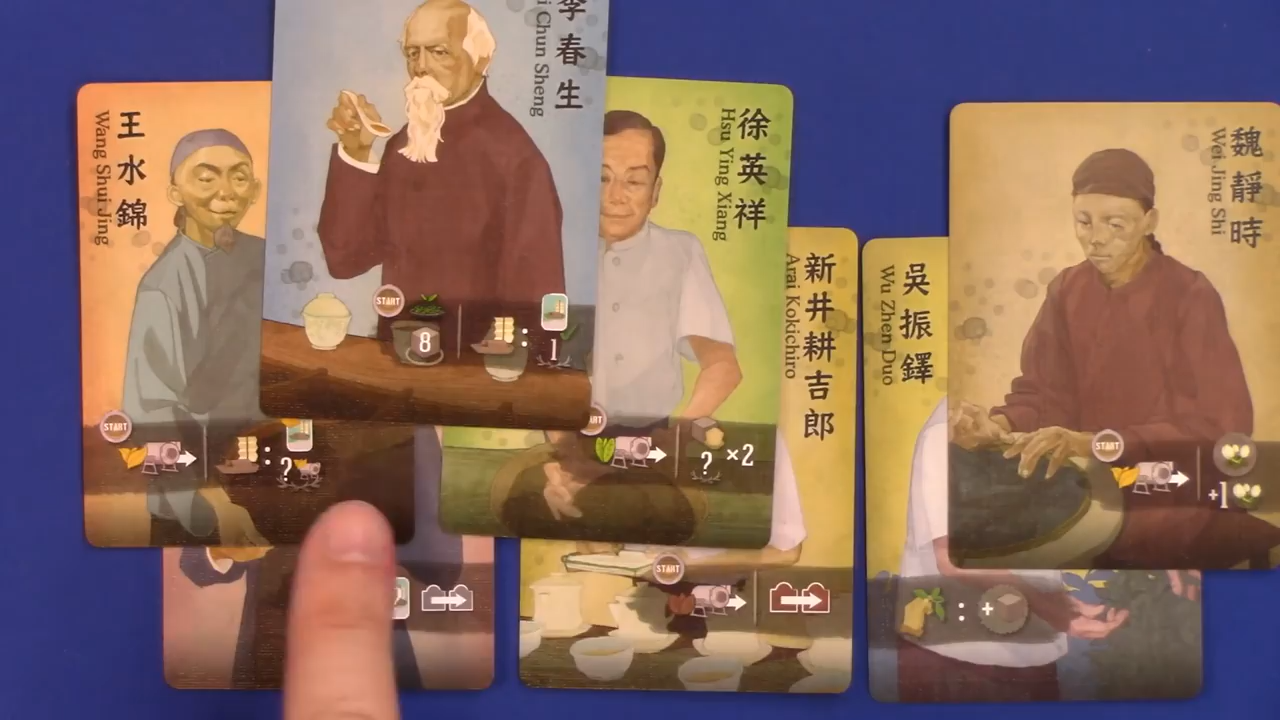 王水錦
Wang Shui Jing
START
:
?
李春生
i Chun Sheng
START
8
:
1
徐英祥
Hsu Ying Xiang
START
?
×2
新井耕吉郎
Arai Kokichiro
START
吳振鐸
Wu Zhen Duo
:
+
魏靜時
Wei Jing Shi
START
+1